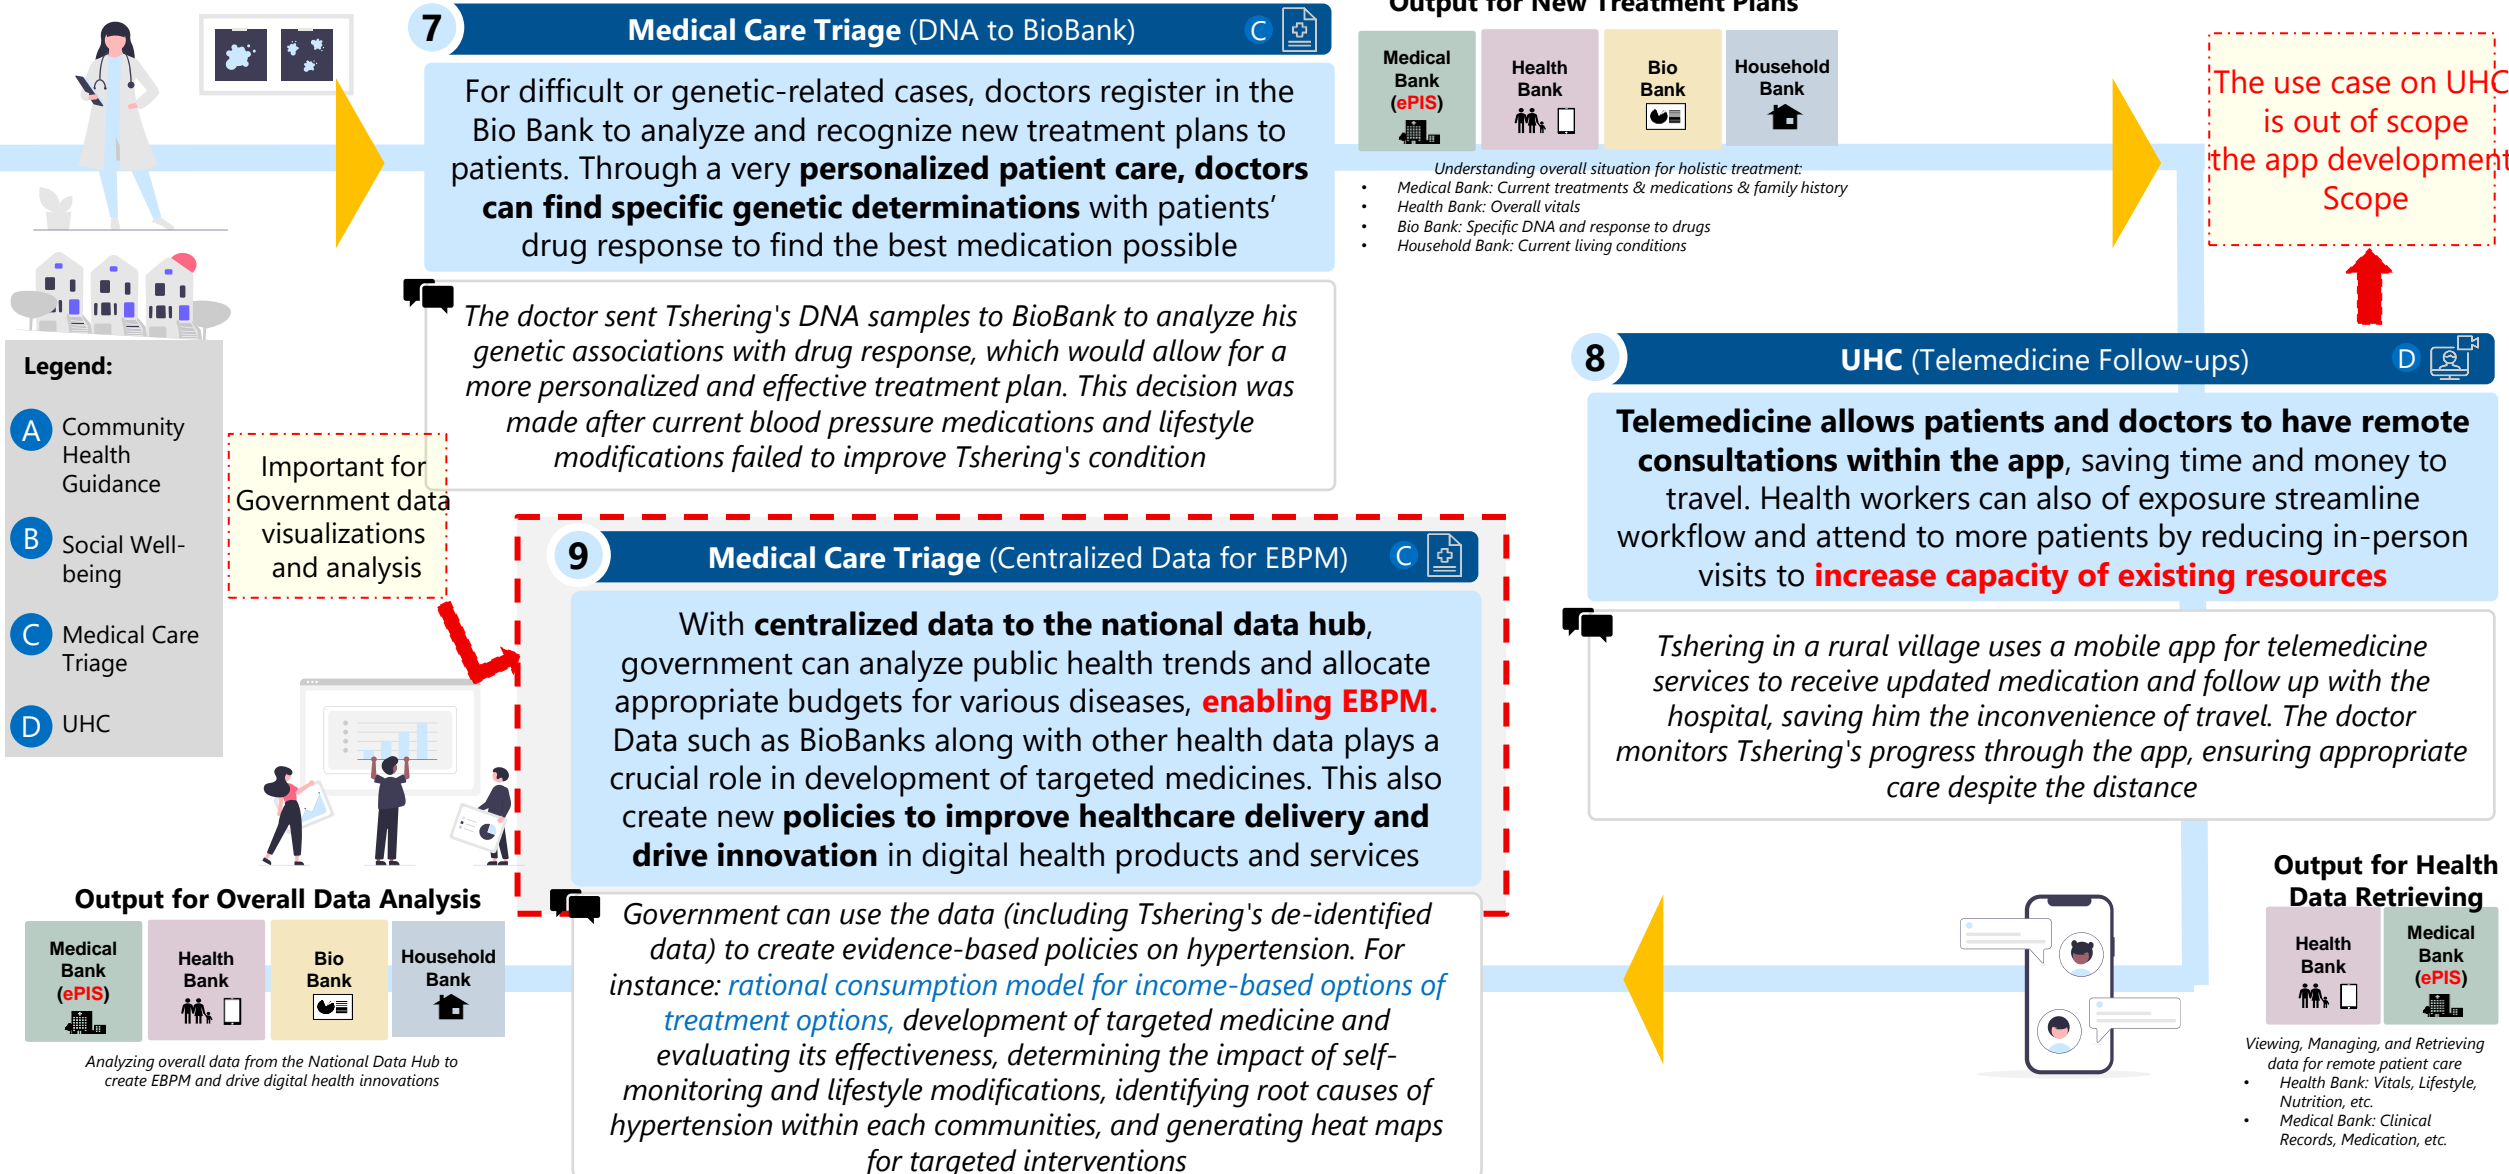 7
Medical Care Triage (DNA to BioBank)
C
For difficult or genetic-related cases, doctors register in the
Bio Bank to analyze and recognize new treatment plans to
patients. Through a very personalized patient care, doctors
can find specific genetic determinations with patients’
drug response to find the best medication possible
The doctor sent Tshering's DNA samples to BioBank to analyze his
genetic associations with drug response, which would allow for a
more personalized and effective treatment plan. This decision was
made after current blood pressure medications and lifestyle
modifications failed to improve Tshering's condition
Output for New Treatment Plans
Medical
Bank
(ePIS)
Health
Bank
Bio
Bank
Household
Bank
Understanding overall situation for holistic treatment:
• Medical Bank: Current treatments & medications & family history
• Health Bank: Overall vitals
• Bio Bank: Specific DNA and response to drugs
• Household Bank: Current living conditions
The use case on UHC
is out of scope
the app development
Scope
Legend:
A
Community
Health
Guidance
B
Social Well-
being
C
Medical Care
Triage
D
UHC
Important for
Government data
visualizations
and analysis
8
UHC (Telemedicine Follow-ups)
D
Telemedicine allows patients and doctors to have remote
consultations within the app, saving time and money to
travel. Health workers can also of exposure streamline
workflow and attend to more patients by reducing in-person
visits to increase capacity of existing resources
Tshering in a rural village uses a mobile app for telemedicine
services to receive updated medication and follow up with the
hospital, saving him the inconvenience of travel. The doctor
monitors Tshering's progress through the app, ensuring appropriate
care despite the distance
9
Medical Care Triage (Centralized Data for EBPM)
C
With centralized data to the national data hub,
government can analyze public health trends and allocate
appropriate budgets for various diseases, enabling EBPM.
Data such as BioBanks along with other health data plays a
crucial role in development of targeted medicines. This also
create new policies to improve healthcare delivery and
drive innovation in digital health products and services
Government can use the data (including Tshering's de-identified
data) to create evidence-based policies on hypertension. For
instance: rational consumption model for income-based options of
treatment options, development of targeted medicine and
evaluating its effectiveness, determining the impact of self-
monitoring and lifestyle modifications, identifying root causes of
hypertension within each communities, and generating heat maps
for targeted interventions
Output for Overall Data Analysis
Medical
Bank
(ePIS)
Health
Bank
Bio
Bank
Household
Bank
Analyzing overall data from the National Data Hub to
create EBPM and drive digital health innovations
Output for Health
Data Retrieving
Health
Bank
Medical
Bank
(ePIS)
Viewing, Managing, and Retrieving
data for remote patient care
• Health Bank: Vitals, Lifestyle,
Nutrition, etc.
• Medical Bank: Clinical
Records, Medication, etc.